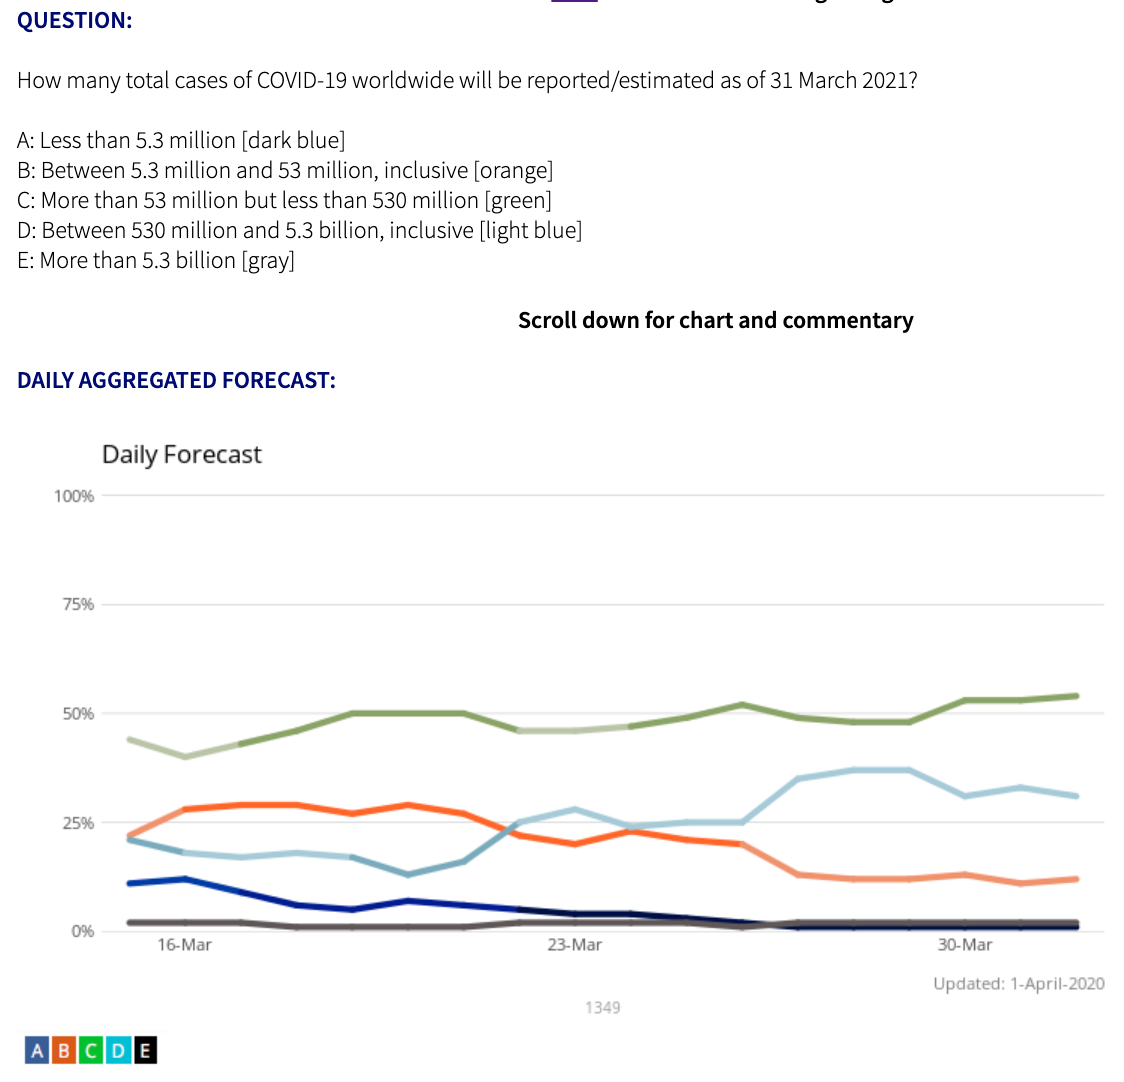 QUESTION:
How many total cases of COVID-19 worldwide will be reported/estimated as of 31 March 2021?
A: Less than 5.3 million [dark blue]
B: Between 5.3 million and 53 million, inclusive [orange]
C: More than 53 million but less than 530 million [green]
D: Between 530 million and 5.3 billion, inclusive [light blue]
E: More than 5.3 billion [gray]
Scroll down for chart and commentary
DAILY AGGREGATED FORECAST:
Daily Forecast
100%
75%
50%
25%
0%
16-Mar 23-Mar 30-Mar
Updated: 1-April-2020
1349
A B C D E